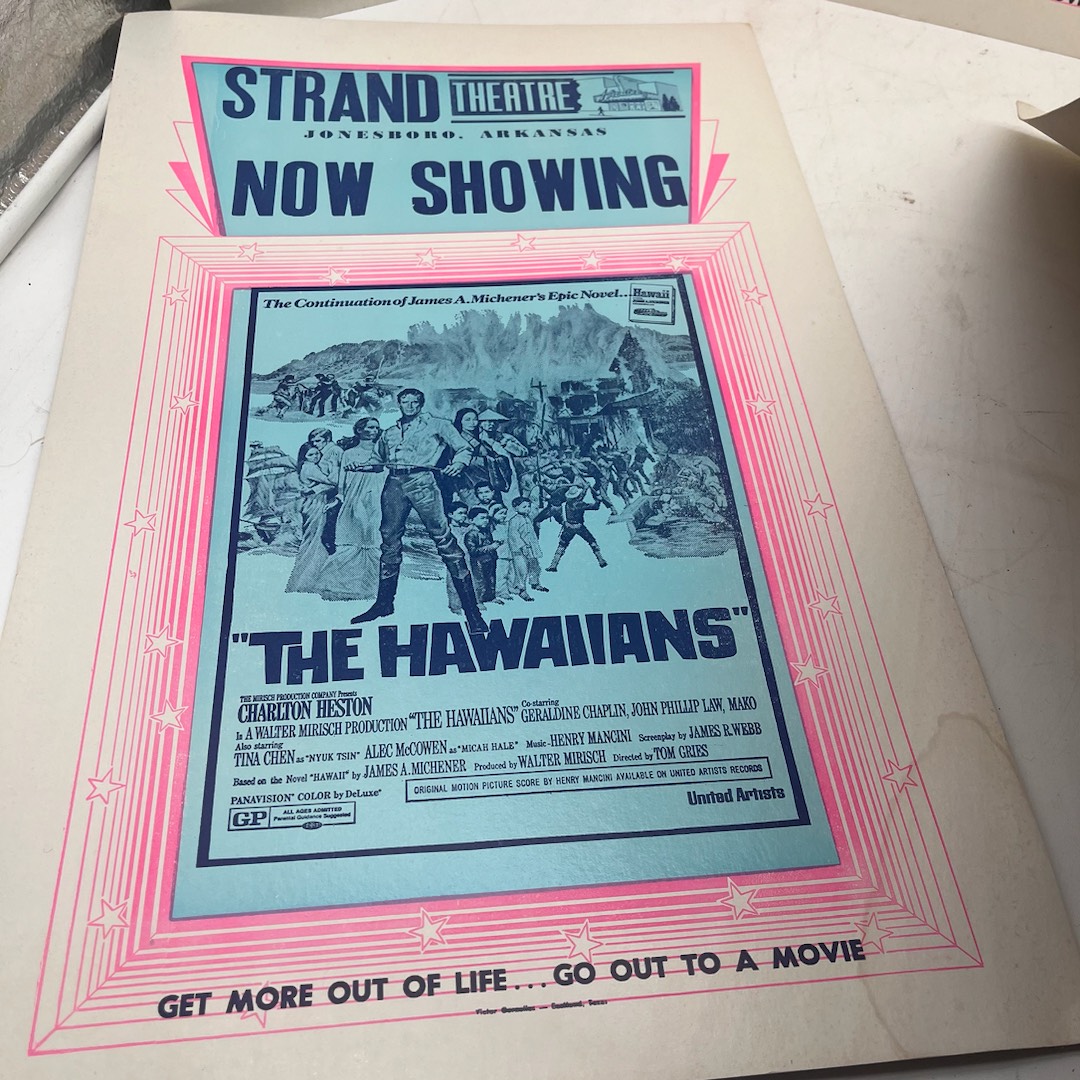 STRAND THEATRE
JONESBORO, ARKANSAS
NOW SHOWING
The Continuation of James A. Michener's Epic Novel... Hawaii
"THE HAWAIIANS"
THE MIRISCH PRODUCTION COMPANY Presents
CHARLTON HESTON
In A WALTER MIRISCH PRODUCTION "THE HAWAIIANS" Co-starring GERALDINE CHAPLIN, JOHN PHILLIP LAW, MAKO
Also starring TINA CHEN as "NYUK TSIN" ALEC McCOWEN as "MICAH HALE" Music-HENRY MANCINI Screenplay by JAMES R. WEBB
Based on the Novel "HAWAII" by JAMES A. MICHENER Produced by WALTER MIRISCH Directed by TOM GRIES
PANAVISION® COLOR by DeLuxe®
ORIGINAL MOTION PICTURE SCORE BY HENRY MANCINI AVAILABLE ON UNITED ARTISTS RECORDS
GP ALL AGES ADMITTED
Parental Guidance Suggested
United Artists
GET MORE OUT OF LIFE... GO OUT TO A MOVIE
Victor — Eastland, Texas